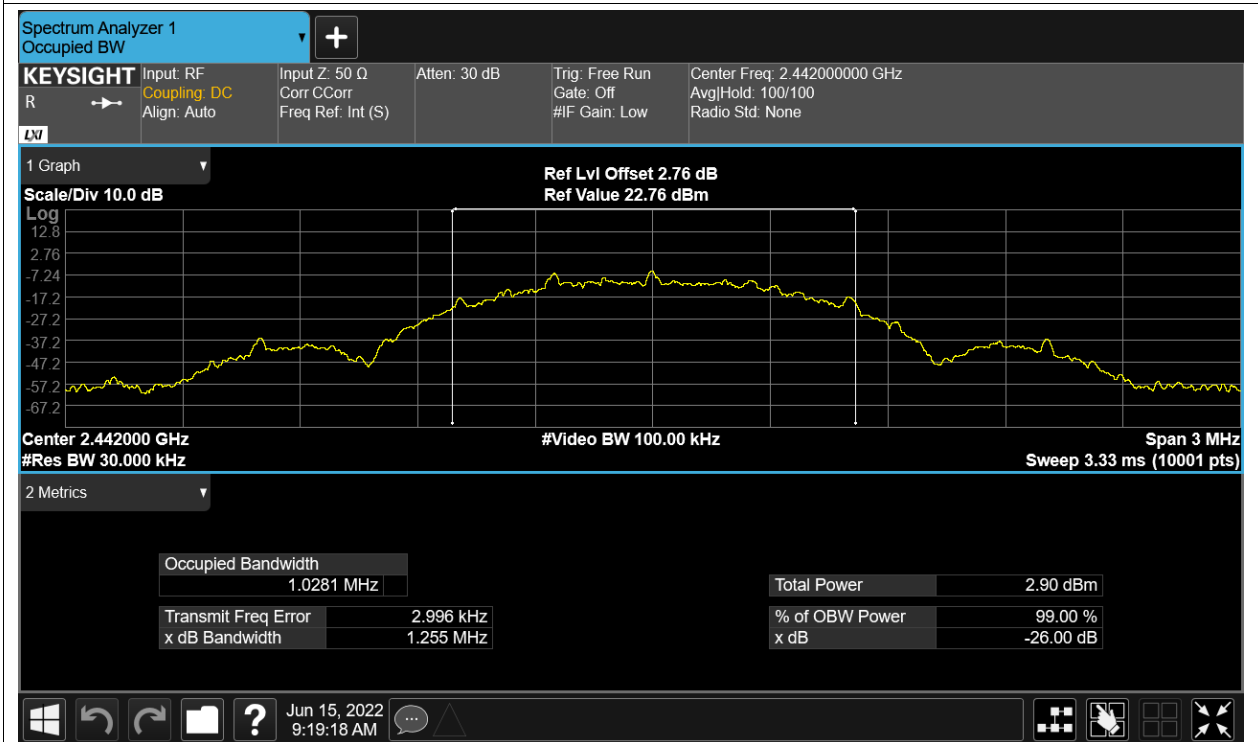 Spectrum Analyzer 1
Occupied BW
KEYSIGHT
R
LXI
Input: RF
Coupling: DC
Align: Auto
Input Z: 50 Ω
Corr CCorr
Freq Ref: Int (S)
Atten: 30 dB
Trig: Free Run
Gate: Off
#IF Gain: Low
Center Freq: 2.442000000 GHz
Avg|Hold: 100/100
Radio Std: None
1 Graph
Scale/Div 10.0 dB
Ref Lvl Offset 2.76 dB
Ref Value 22.76 dBm
Log
12.8
2.76
-7.24
-17.2
-27.2
-37.2
-47.2
-57.2
-67.2
Center 2.442000 GHz
#Video BW 100.00 kHz
Span 3 MHz
#Res BW 30.000 kHz
Sweep 3.33 ms (10001 pts)
2 Metrics
Occupied Bandwidth
1.0281 MHz
Total Power 2.90 dBm
Transmit Freq Error 2.996 kHz
% of OBW Power 99.00 %
x dB Bandwidth 1.255 MHz
x dB -26.00 dB
?
Jun 15, 2022
9:19:18 AM